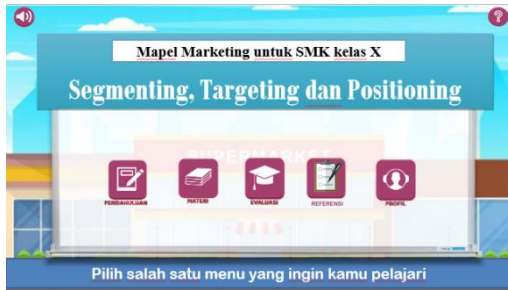 ?
Mapel Marketing untuk SMK kelas X
Segmenting, Targeting dan Positioning
SUPERMARKET
PENDAHULUAN
MATERI
EVALUASI
REFERENSI
PROFIL
Pilih salah satu menu yang ingin kamu pelajari